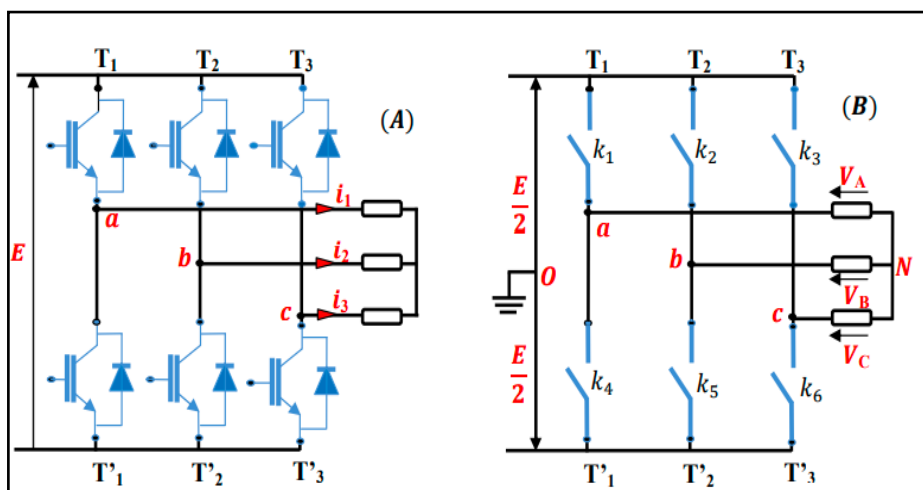 T1 T2 T3
(A)
E
a
i1
b
i2
c
i3
T'1 T'2 T'3
T1 T2 T3
(B)
k1 k2 k3
E/2
VA
a
O
b
N
VB
c
VC
E/2
k4 k5 k6
T'1 T'2 T'3